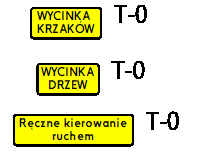 WYCINKA T-0
KRZAKÓW
WYCINKA T-0
DRZEW
Ręczne kierowanie T-0
ruchem